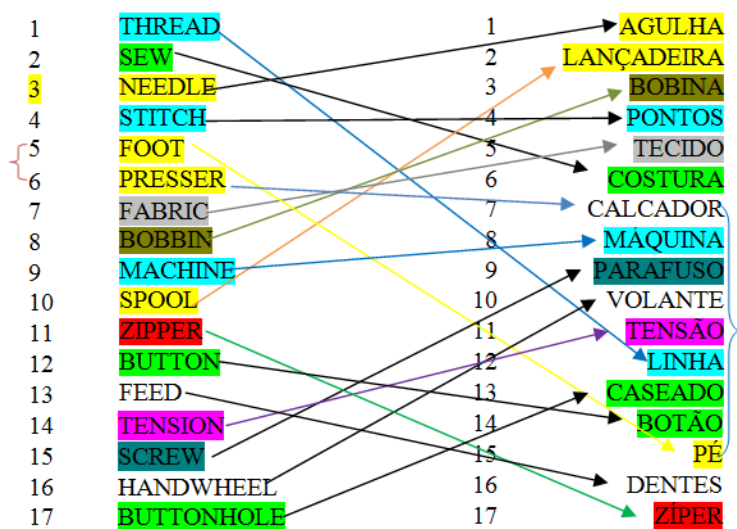 1 THREAD 1 AGULHA
2 SEW 2 LANÇADEIRA
3 NEEDLE 3 BOBINA
4 STITCH 4 PONTOS
5 FOOT 5 TECIDO
6 PRESSER 6 COSTURA
7 FABRIC 7 CALCADOR
8 BOBBIN 8 MÁQUINA
9 MACHINE 9 PARAFUSO
10 SPOOL 10 VOLANTE
11 ZIPPER 11 TENSÃO
12 BUTTON 12 LINHA
13 FEED 13 CASEADO
14 TENSION 14 BOTÃO
15 SCREW 15 PÉ
16 HANDWHEEL 16 DENTES
17 BUTTONHOLE 17 ZÍPER